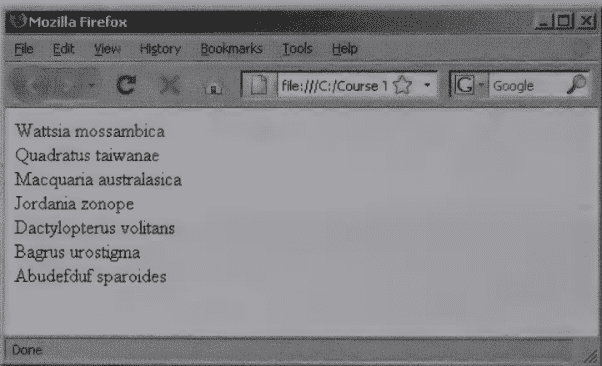 Mozilla Firefox
File Edit View History Bookmarks Tools Help
file:///C:/Course 1 G Google
Wattsia mossambica
Quadratus taiwanae
Macquaria australasica
Jordania zonope
Dactylopterus volitans
Bagrus urostigma
Abudefduf sparoides
Done